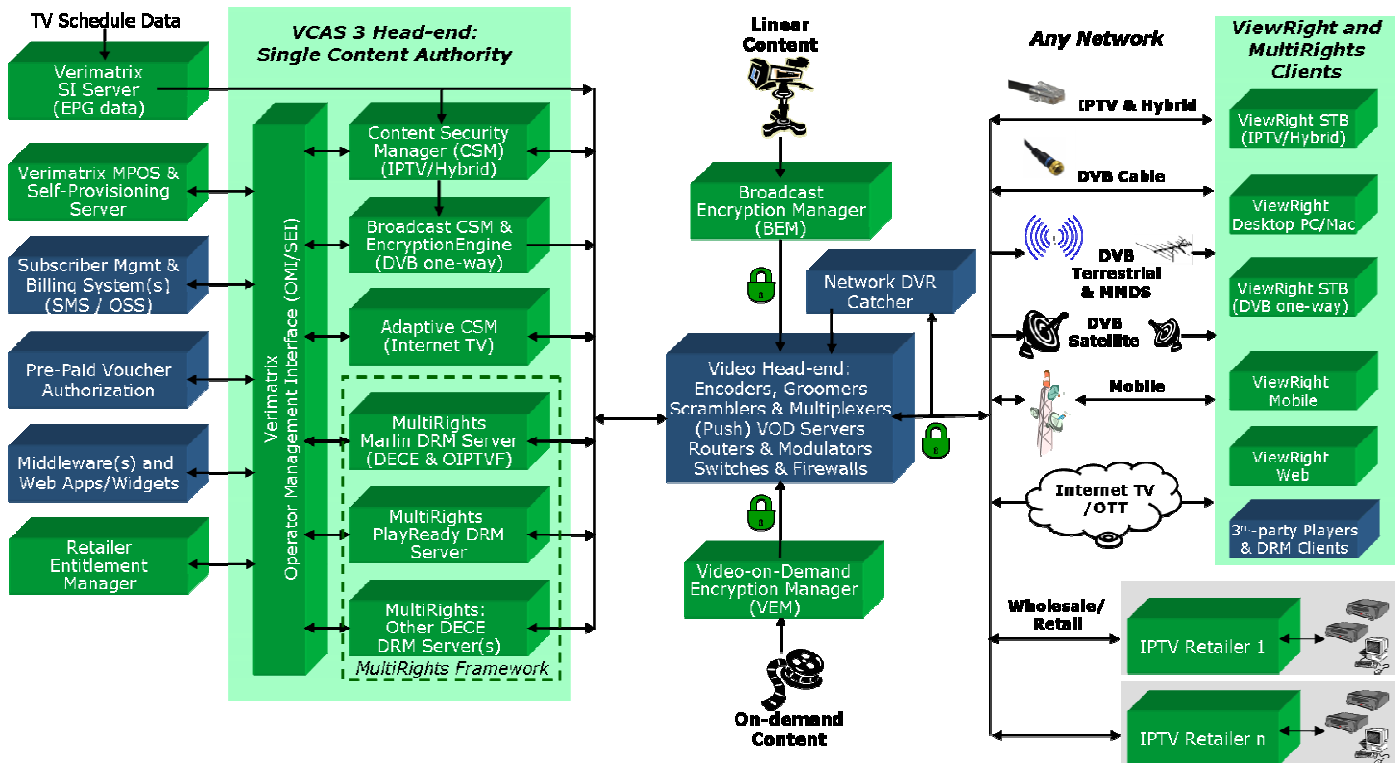 TV Schedule Data
Verimatrix
SI Server
(EPG data)
Verimatrix MPOS &
Self-Provisioning
Server
Subscriber Mgmt &
Billing System(s)
(SMS / OSS)
Pre-Paid Voucher
Authorization
Middleware(s) and
Web Apps/Widgets
Retailer
Entitlement
Manager
VCAS 3 Head-end:
Single Content Authority
Verimatrix
Operator Management Interface (OMI/SEI)
Content Security
Manager (CSM)
(IPTV/Hybrid)
Broadcast CSM &
EncryptionEngine
(DVB one-way)
Adaptive CSM
(Internet TV)
MultiRights
Marlin DRM Server
(DECE & OIPTVF)
MultiRights
PlayReady DRM
Server
MultiRights:
Other DECE
DRM Server(s)
MultiRights Framework
Linear
Content
Broadcast
Encryption Manager
(BEM)
Network DVR
Catcher
Video Head-end:
Encoders, Groomers
Scramblers & Multiplexers
(Push) VOD Servers
Routers & Modulators
Switches & Firewalls
Video-on-Demand
Encryption Manager
(VEM)
On-demand
Content
Any Network
IPTV & Hybrid
DVB Cable
DVB
Terrestrial
& MMDS
DVB
Satellite
Mobile
Internet TV
/OTT
Wholesale/
Retail
ViewRight and
MultiRights
Clients
ViewRight STB
(IPTV/Hybrid)
ViewRight
Desktop PC/Mac
ViewRight STB
(DVB one-way)
ViewRight
Mobile
ViewRight
Web
3rd-party Players
& DRM Clients
IPTV Retailer 1
IPTV Retailer n